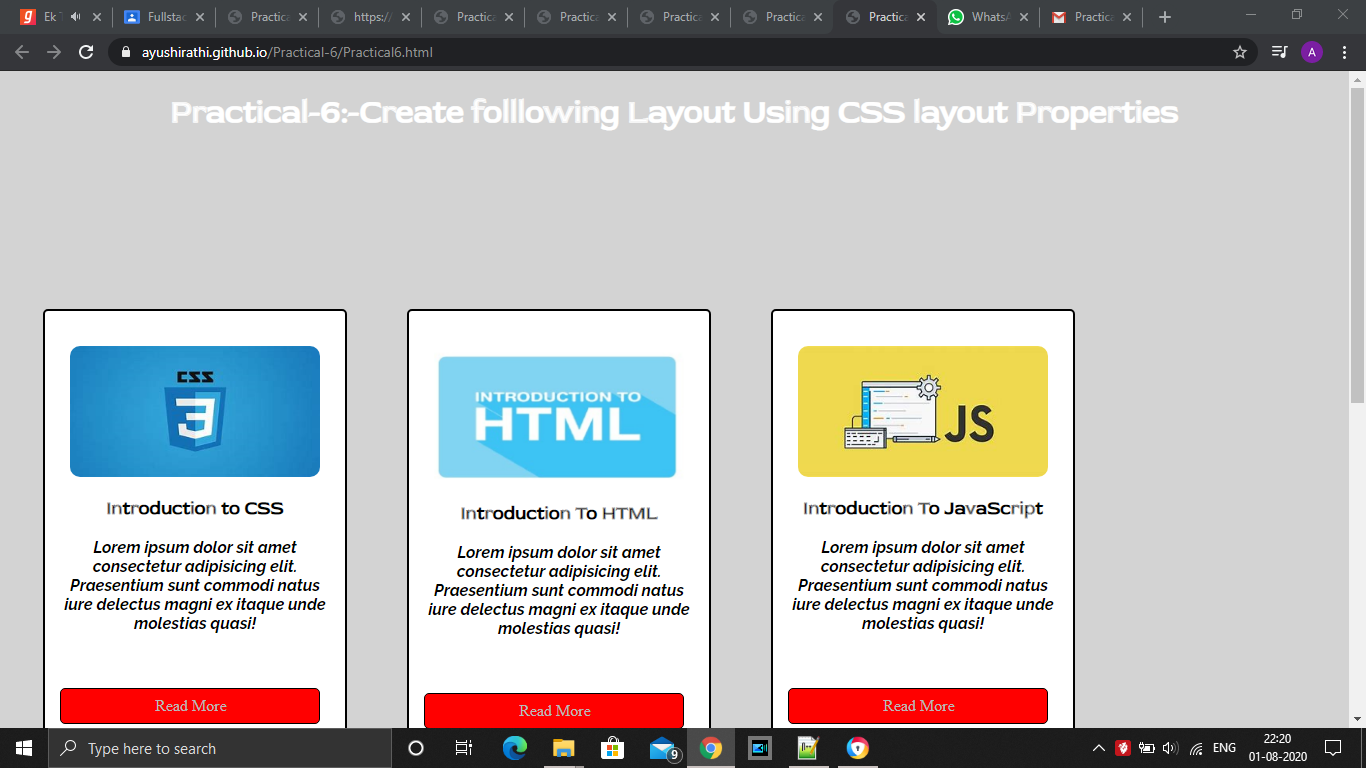 Ek
Fullstac
Practica
https://
Practica
Practica
Practica
Practica
Practica
WhatsA
Practica
ayushirathi.github.io/Practical-6/Practical6.html
A
Practical-6:-Create folllowing Layout Using CSS layout Properties
CSS
3
Introduction to CSS
Lorem ipsum dolor sit amet
consectetur adipisicing elit.
Praesentium sunt commodi natus
iure delectus magni ex itaque unde
molestias quasi!
Read More
INTRODUCTION TO
HTML
Introduction To HTML
Lorem ipsum dolor sit amet
consectetur adipisicing elit.
Praesentium sunt commodi natus
iure delectus magni ex itaque unde
molestias quasi!
Read More
JS
Introduction To JavaScript
Lorem ipsum dolor sit amet
consectetur adipisicing elit.
Praesentium sunt commodi natus
iure delectus magni ex itaque unde
molestias quasi!
Read More
Type here to search
9
ENG
22:20
01-08-2020